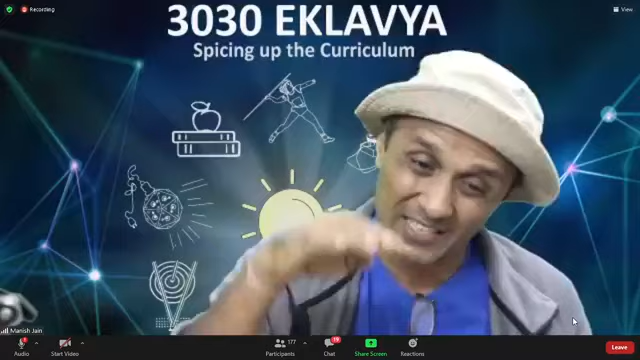 Recording
View
3030 EKLAVYA
Spicing up the Curriculum
Manish Jain
Audio
Start Video
Participants
177
Chat
Share Screen
Reactions
Leave